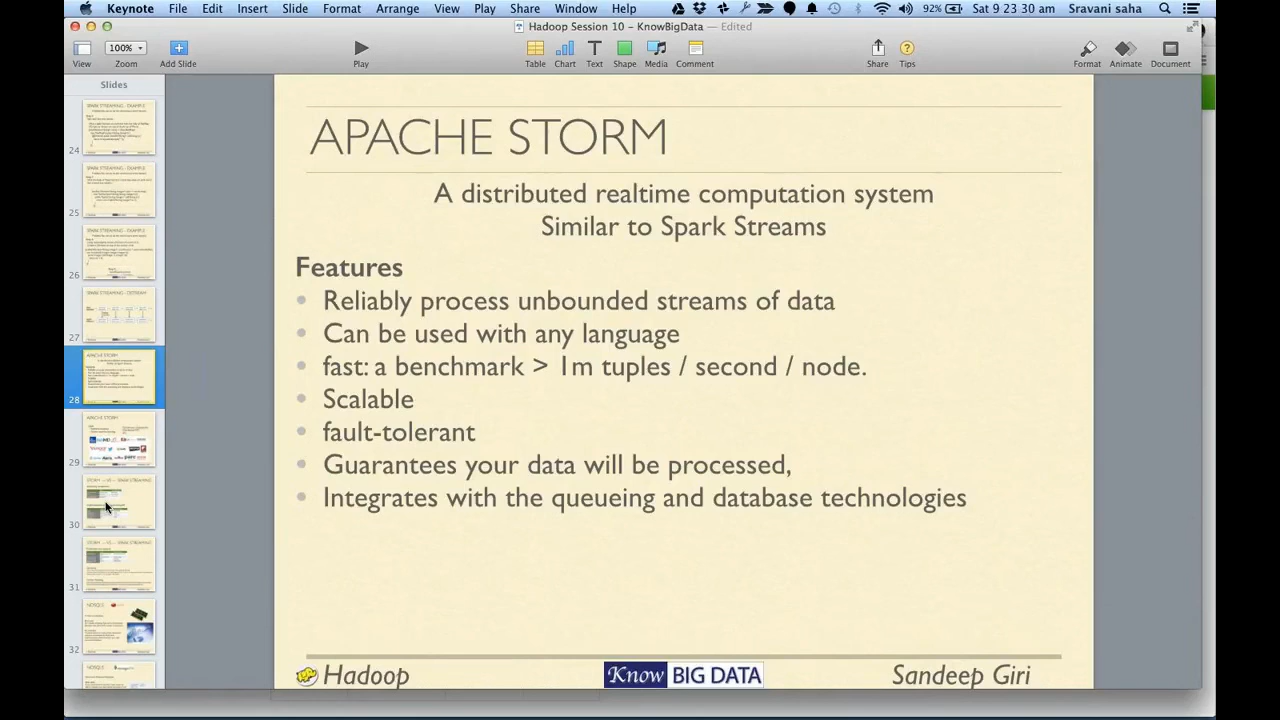 Keynote File Edit Insert Slide Format Arrange View Play Share Window Help 92% Sat 9 23 30 am Sravani saha
Hadoop Session 10 – KnowBigData — Edited
100%
View Zoom Add Slide Play Table Chart Text Shape Media Comment Share Tips Format Animate Document
Slides
24
25
26
27
28
29
30
31
32
APACHE STORM
A distributed realtime computation system
Similar to Spark Streams
Features
• Reliably process unbounded streams of data
• Can be used with any language
• fast: a benchmark > 1m tuples / second / node.
• Scalable
• fault-tolerant
• Guarantees your data will be processed,
• Integrates with the queueing and database technologies
Hadoop Know BIG DATA Sandeep Giri